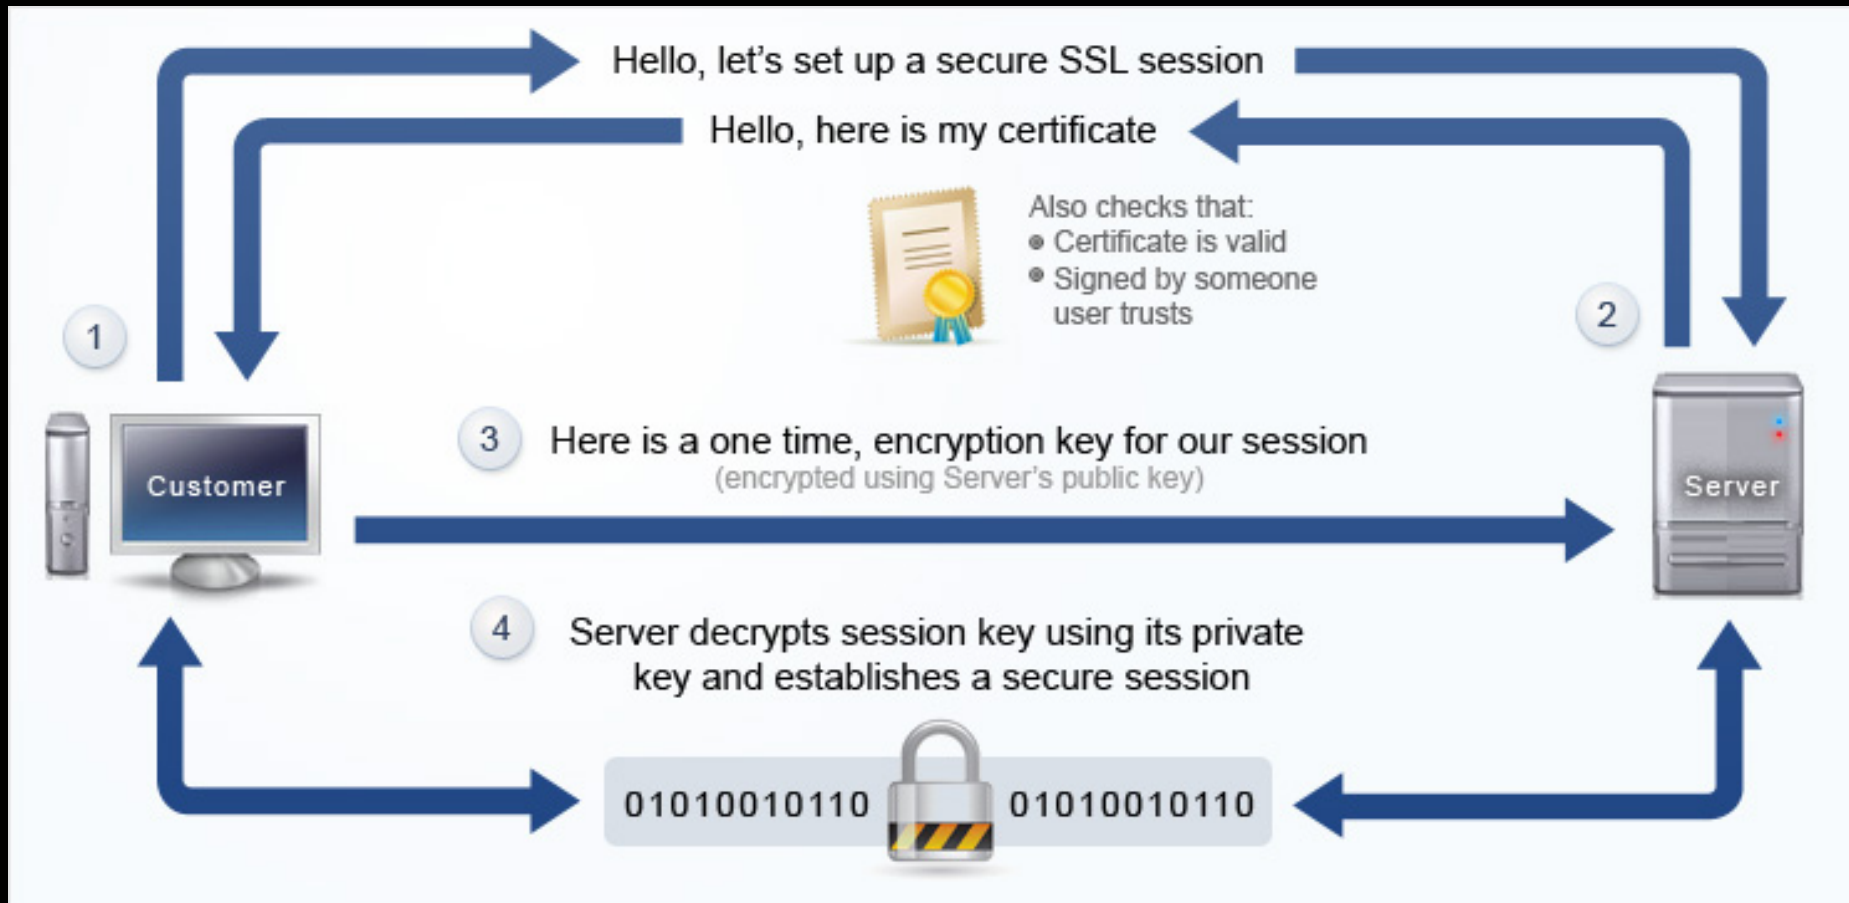 Hello, let's set up a secure SSL session
Hello, here is my certificate
Also checks that:
• Certificate is valid
• Signed by someone
user trusts
1
2
3
Here is a one time, encryption key for our session
(encrypted using Server's public key)
Customer
Server
4
Server decrypts session key using its private
key and establishes a secure session
01010010110
01010010110